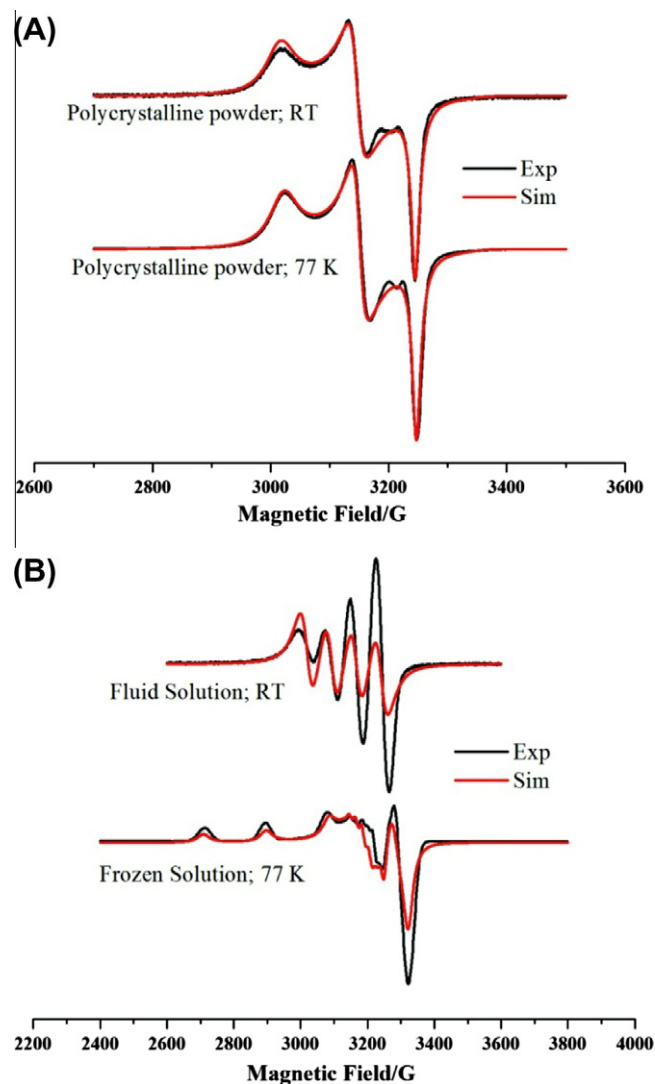 (A)
Polycrystalline powder; RT
Exp
Sim
Polycrystalline powder; 77 K
2600 2800 3000 3200 3400 3600
Magnetic Field/G
(B)
Fluid Solution; RT
Exp
Sim
Frozen Solution; 77 K
2200 2400 2600 2800 3000 3200 3400 3600 3800 4000
Magnetic Field/G